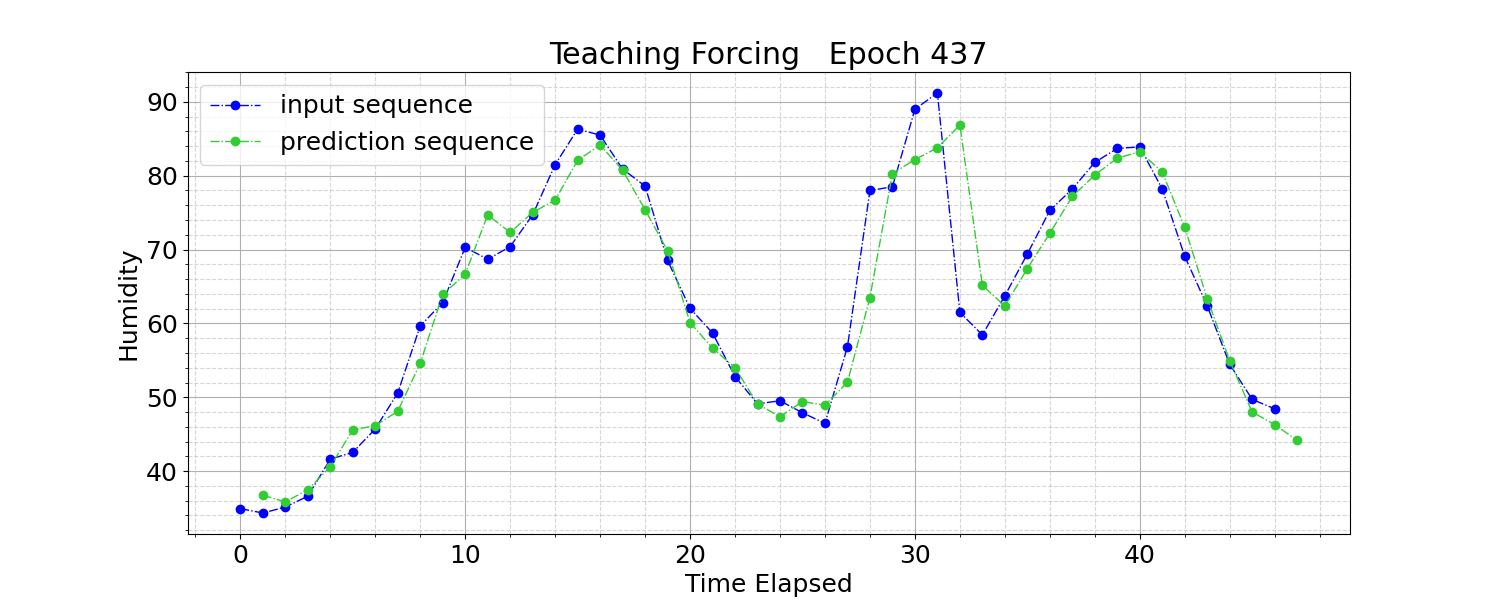 Teaching Forcing   Epoch 437
input sequence
prediction sequence
Humidity
90
80
70
60
50
40
0 10 20 30 40
Time Elapsed